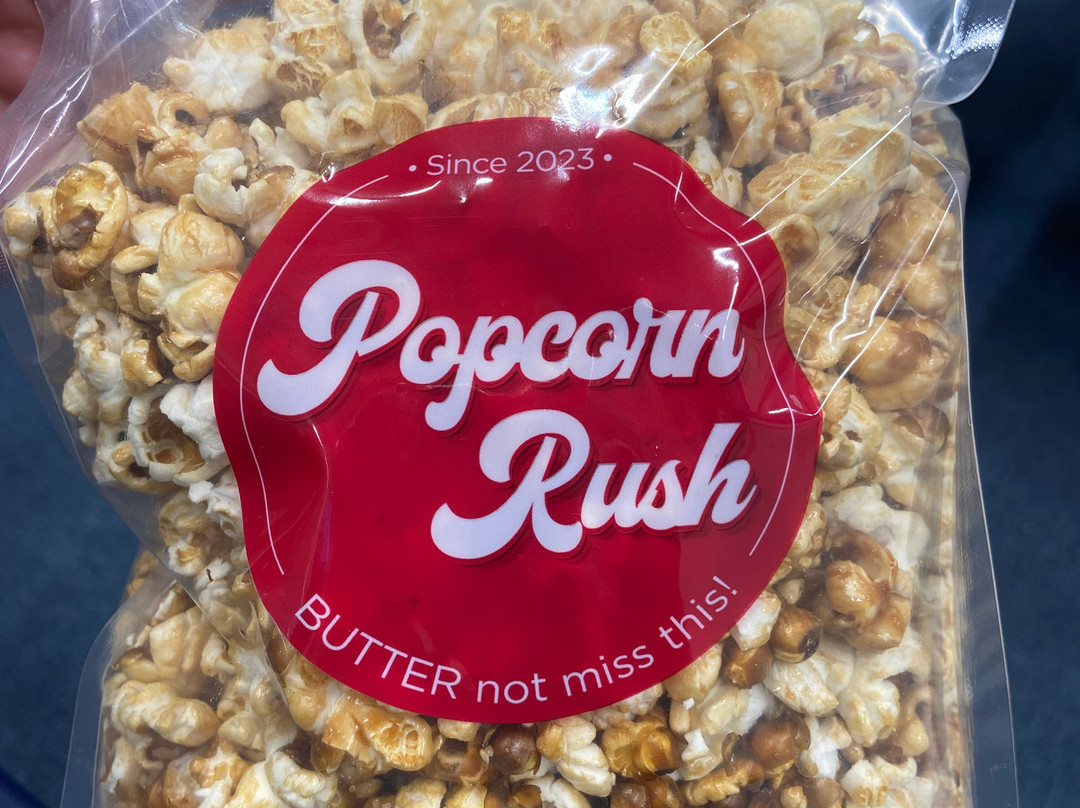 • Since 2023 •
Popcorn
Rush
BUTTER not miss this!